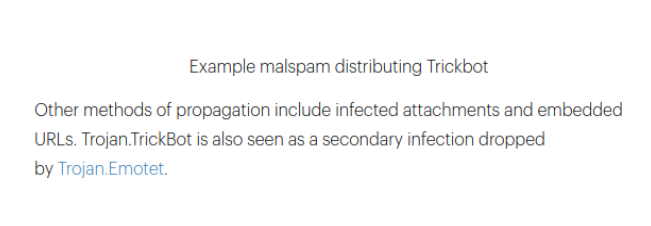 Example malspam distributing Trickbot
Other methods of propagation include infected attachments and embedded
URLs. Trojan.TrickBot is also seen as a secondary infection dropped
by Trojan.Emotet.